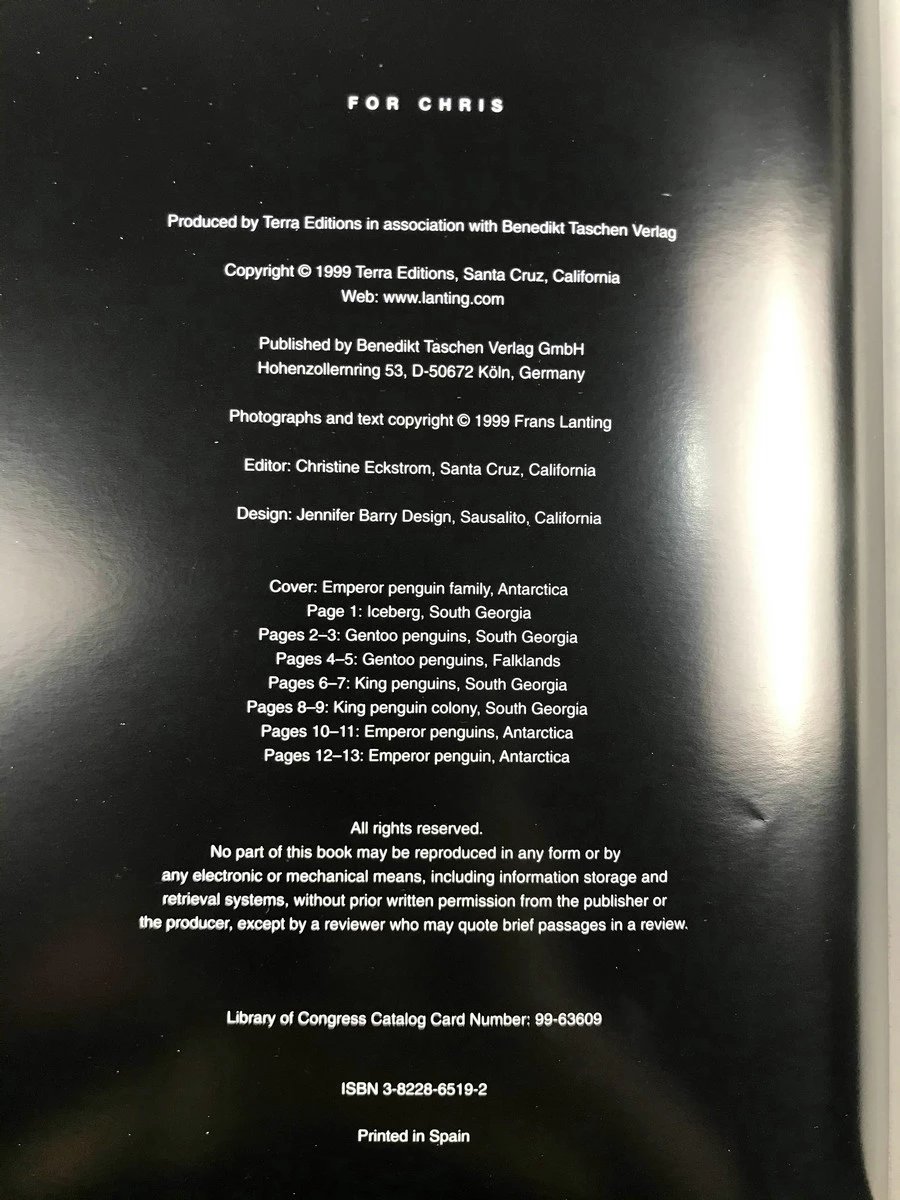 FOR CHRIS
Produced by Terra Editions in association with Benedikt Taschen Verlag
Copyright © 1999 Terra Editions, Santa Cruz, California
Web: www.lanting.com
Published by Benedikt Taschen Verlag GmbH
Hohenzollernring 53, D-50672 Köln, Germany
Photographs and text copyright © 1999 Frans Lanting
Editor: Christine Eckstrom, Santa Cruz, California
Design: Jennifer Barry Design, Sausalito, California
Cover: Emperor penguin family, Antarctica
Page 1: Iceberg, South Georgia
Pages 2–3: Gentoo penguins, South Georgia
Pages 4–5: Gentoo penguins, Falklands
Pages 6–7: King penguins, South Georgia
Pages 8–9: King penguin colony, South Georgia
Pages 10–11: Emperor penguins, Antarctica
Pages 12–13: Emperor penguin, Antarctica
All rights reserved.
No part of this book may be reproduced in any form or by
any electronic or mechanical means, including information storage and
retrieval systems, without prior written permission from the publisher or
the producer, except by a reviewer who may quote brief passages in a review.
Library of Congress Catalog Card Number: 99-63609
ISBN 3-8228-6519-2
Printed in Spain